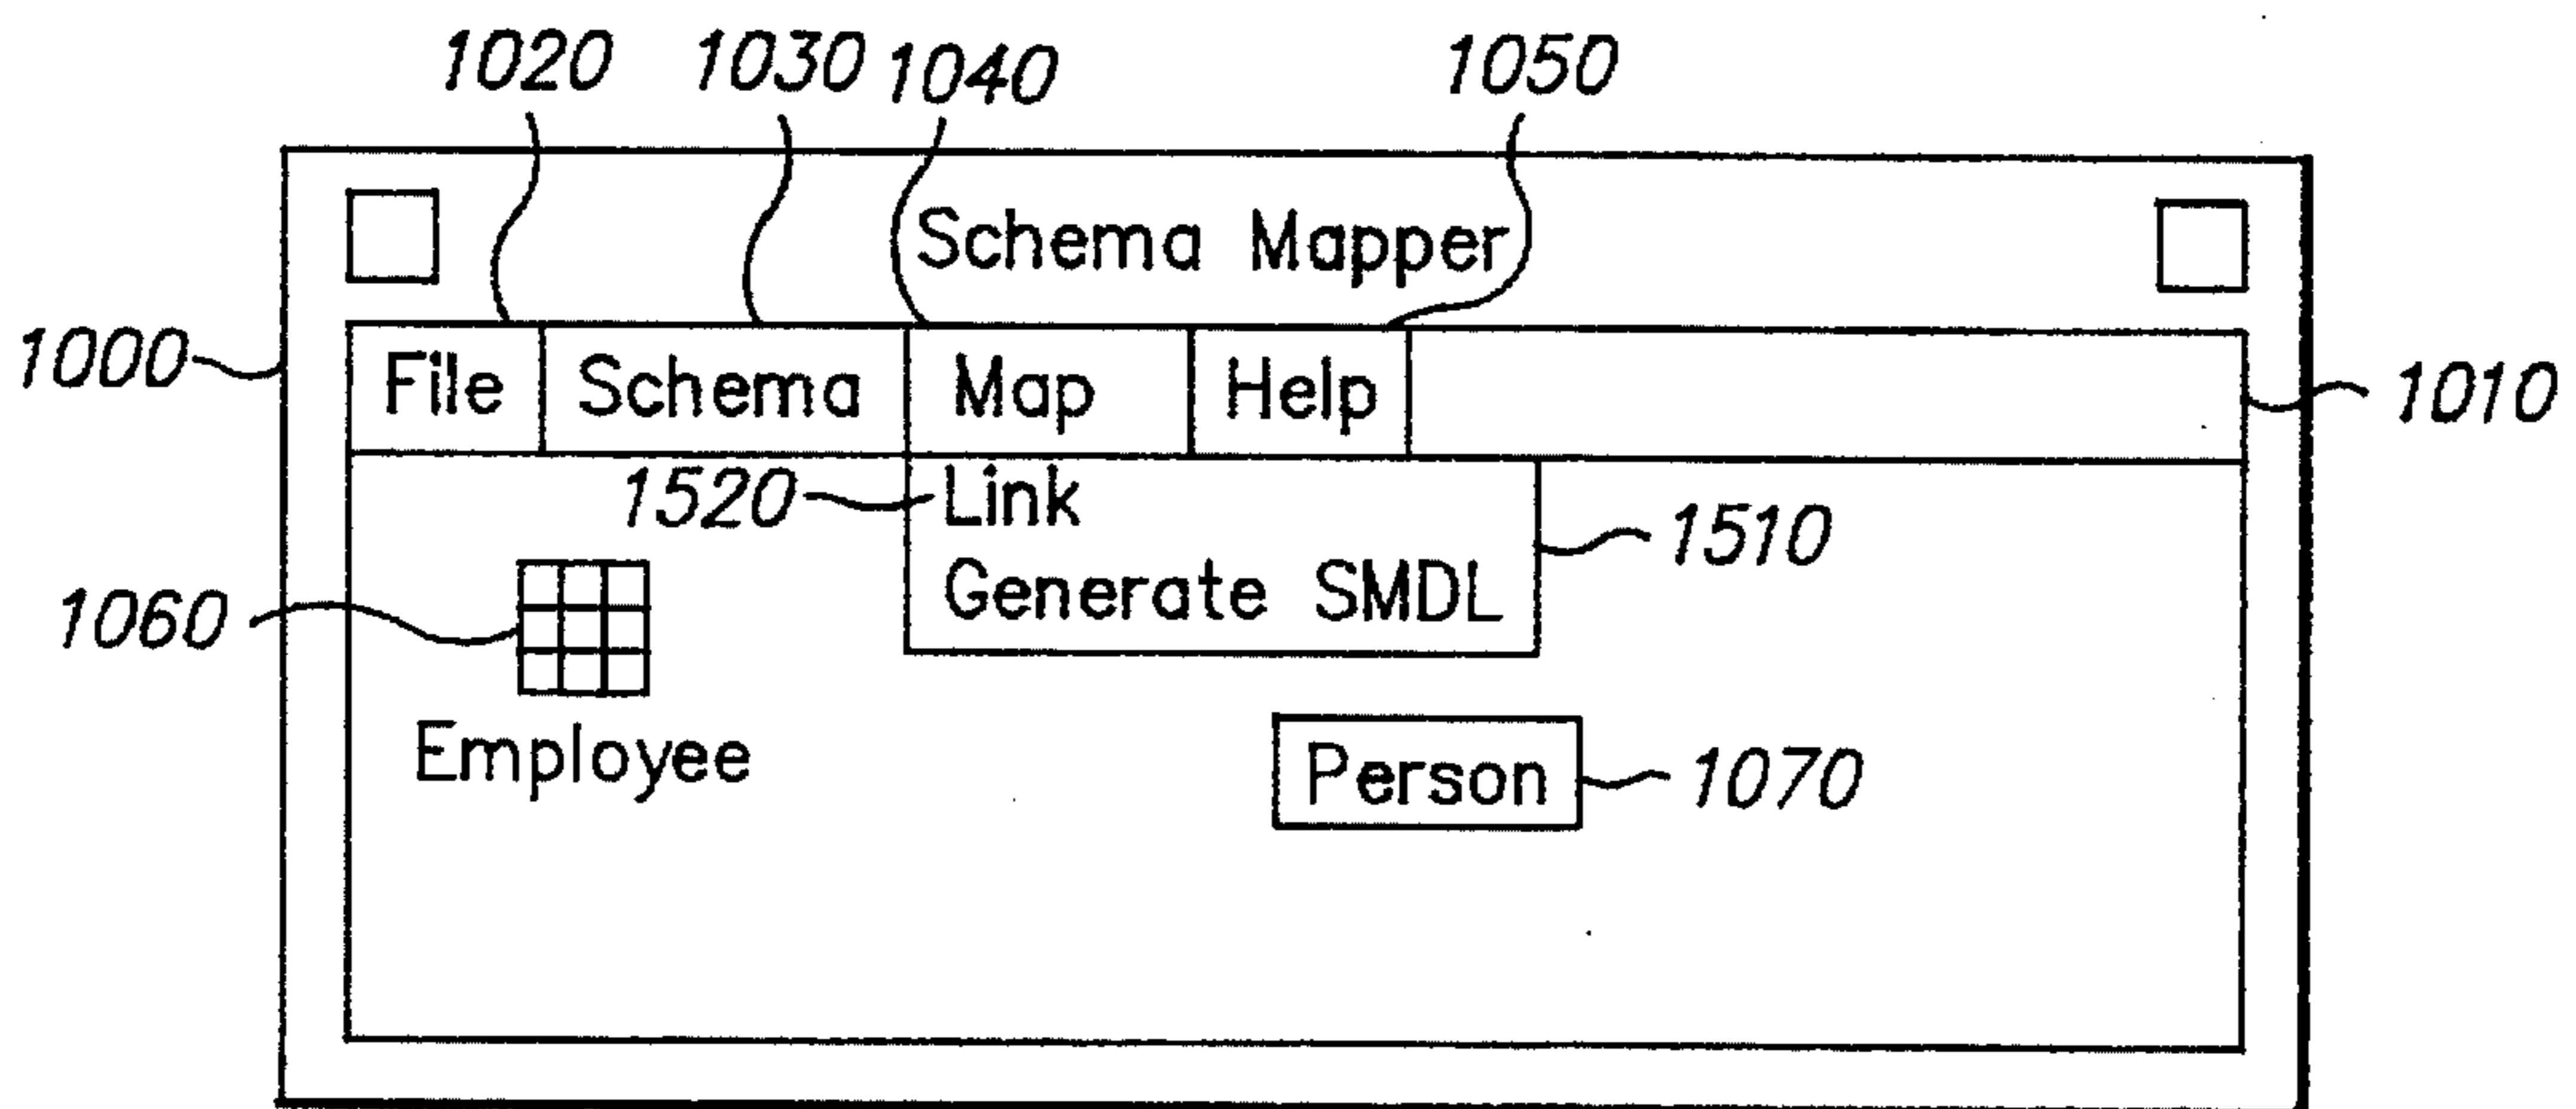 1020 1030 1040 1050
Schema Mapper
1000 File Schema Map Help 1010
1520 Link
1510
Generate SMDL
1060
Employee
Person 1070